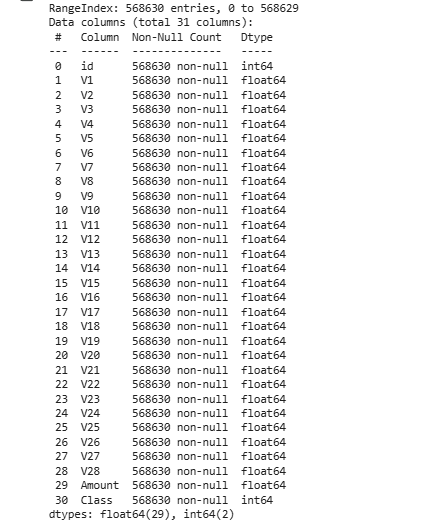 RangeIndex: 568630 entries, 0 to 568629
Data columns (total 31 columns):
 #   Column  Non-Null Count   Dtype
---  ------  --------------   -----
 0   id      568630 non-null  int64
 1   V1      568630 non-null  float64
 2   V2      568630 non-null  float64
 3   V3      568630 non-null  float64
 4   V4      568630 non-null  float64
 5   V5      568630 non-null  float64
 6   V6      568630 non-null  float64
 7   V7      568630 non-null  float64
 8   V8      568630 non-null  float64
 9   V9      568630 non-null  float64
 10  V10     568630 non-null  float64
 11  V11     568630 non-null  float64
 12  V12     568630 non-null  float64
 13  V13     568630 non-null  float64
 14  V14     568630 non-null  float64
 15  V15     568630 non-null  float64
 16  V16     568630 non-null  float64
 17  V17     568630 non-null  float64
 18  V18     568630 non-null  float64
 19  V19     568630 non-null  float64
 20  V20     568630 non-null  float64
 21  V21     568630 non-null  float64
 22  V22     568630 non-null  float64
 23  V23     568630 non-null  float64
 24  V24     568630 non-null  float64
 25  V25     568630 non-null  float64
 26  V26     568630 non-null  float64
 27  V27     568630 non-null  float64
 28  V28     568630 non-null  float64
 29  Amount  568630 non-null  float64
 30  Class   568630 non-null  int64
dtypes: float64(29), int64(2)